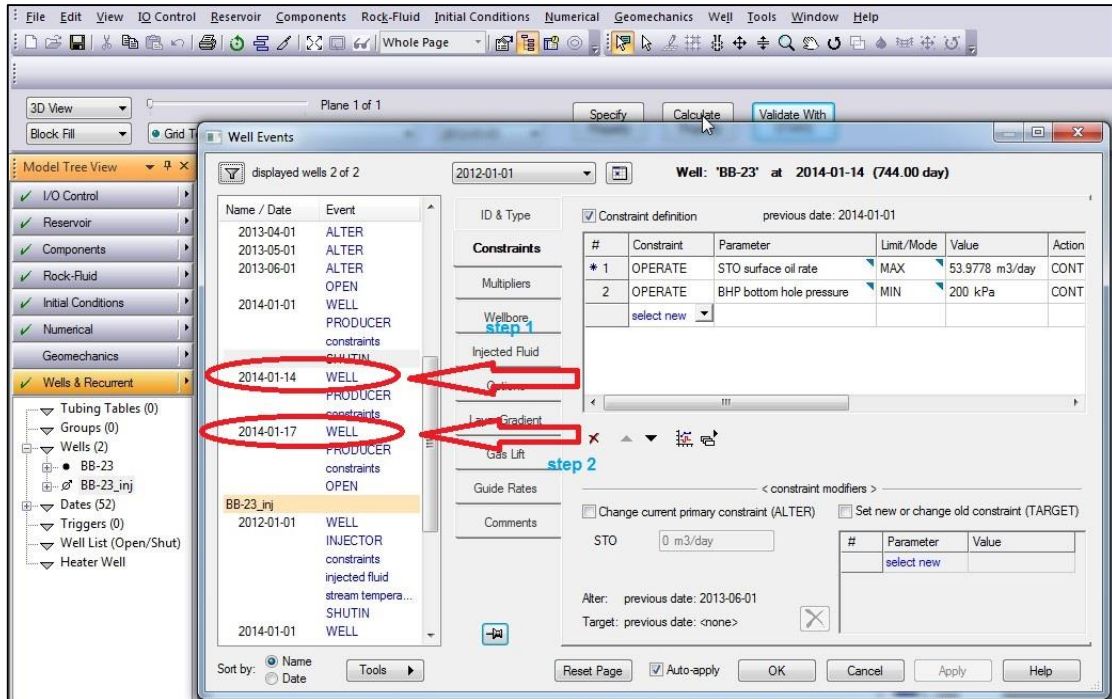 File Edit View IO Control Reservoir Components Rock-Fluid Initial Conditions Numerical Geomechanics Well Tools Window Help
Whole Page
3D View
Plane 1 of 1
Specify
Calculate
Validate With
Block Fill
Grid T
Well Events
Model Tree View
I/O Control
Reservoir
Components
Rock-Fluid
Initial Conditions
Numerical
Geomechanics
Wells & Recurrent
Tubing Tables (0)
Groups (0)
Wells (2)
BB-23
BB-23_inj
Dates (52)
Triggers (0)
Well List (Open/Shut)
Heater Well
displayed wells 2 of 2
2012-01-01
Well: 'BB-23' at 2014-01-14 (744.00 day)
Name / Date Event
2013-04-01 ALTER
2013-05-01 ALTER
2013-06-01 ALTER
OPEN
2014-01-01 WELL
PRODUCER
constraints
SHUTIN
2014-01-14 WELL
PRODUCER
constraints
2014-01-17 WELL
PRODUCER
constraints
OPEN
BB-23_inj
2012-01-01 WELL
INJECTOR
constraints
injected fluid
stream tempera...
SHUTIN
2014-01-01 WELL
Sort by: Name
Date
Tools
ID & Type
Constraints
Multipliers
Wellbore
step 1
Injected Fluid
Options
Layer Gradient
Gas Lift
step 2
Guide Rates
Comments
Constraint definition previous date: 2014-01-01
# Constraint Parameter Limit/Mode Value Action
* 1 OPERATE STO surface oil rate MAX 53.9778 m3/day CONT
2 OPERATE BHP bottom hole pressure MIN 200 kPa CONT
select new
< constraint modifiers >
Change current primary constraint (ALTER)
Set new or change old constraint (TARGET)
STO 0 m3/day
# Parameter Value
select new
Alter: previous date: 2013-06-01
Target: previous date: <none>
Reset Page Auto-apply OK Cancel Apply Help